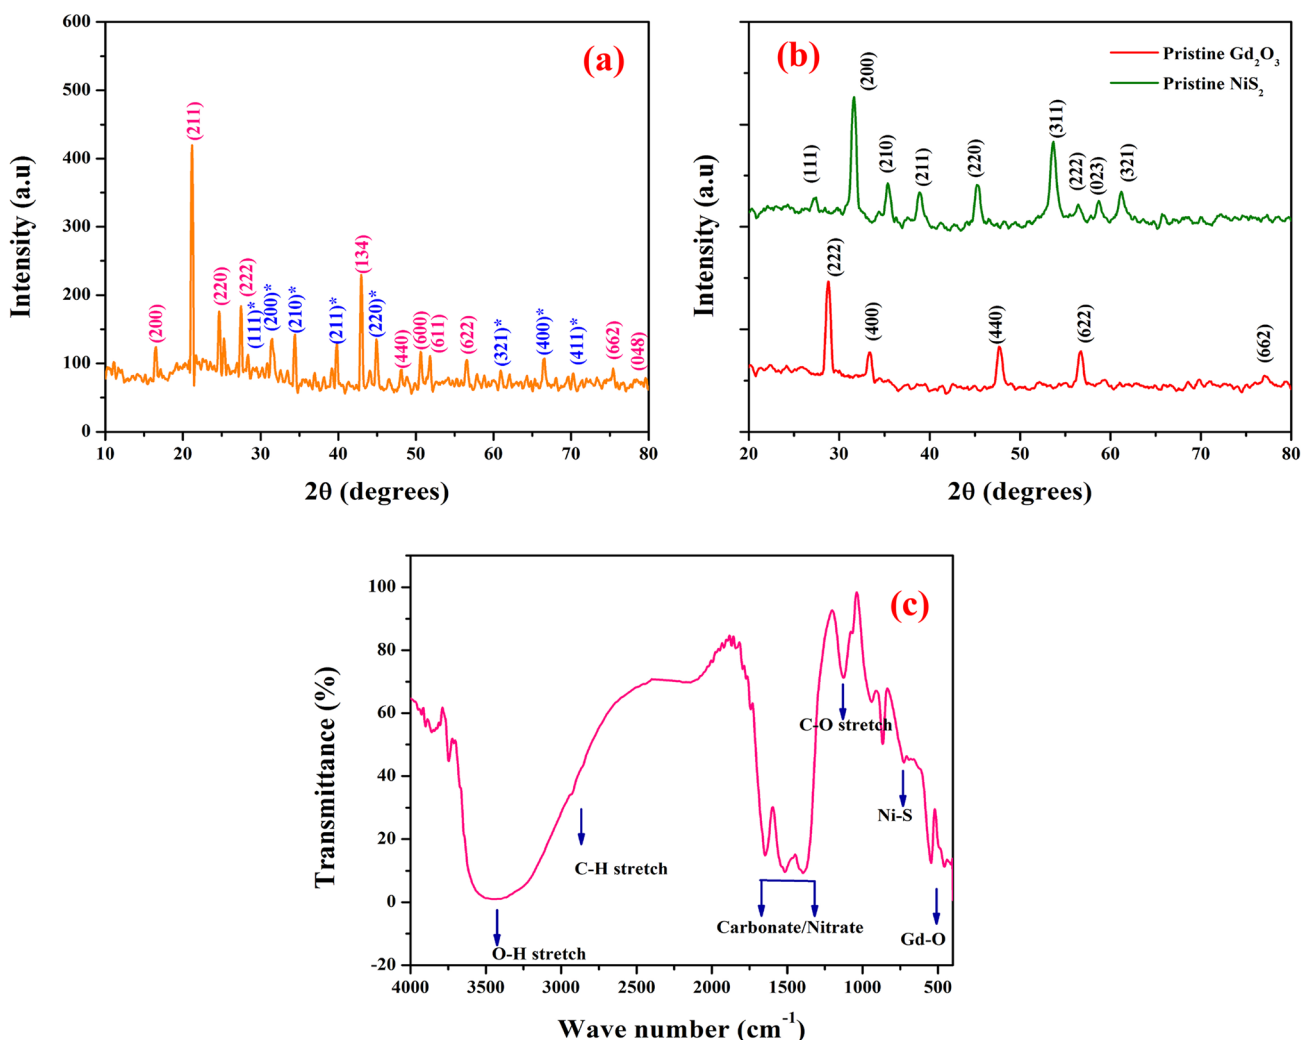 (a)
600
500
400
300
200
100
0
Intensity (a.u)
(200)
(211)
(220)
(222)
(111)*
(200)*
(210)*
(211)*
(134)
(220)*
(440)
(600)
(611)
(622)
(321)*
(400)*
(411)*
(662)
(048)
10 20 30 40 50 60 70 80
2θ (degrees)
(b)
Pristine Gd₂O₃
Pristine NiS₂
Intensity (a.u)
(111)
(200)
(210)
(211)
(220)
(311)
(222)
(023)
(321)
(222)
(400)
(440)
(622)
(662)
20 30 40 50 60 70 80
2θ (degrees)
(c)
100
80
60
40
20
0
-20
Transmittance (%)
O-H stretch
C-H stretch
Carbonate/Nitrate
C-O stretch
Ni-S
Gd-O
4000 3500 3000 2500 2000 1500 1000 500
Wave number (cm⁻¹)